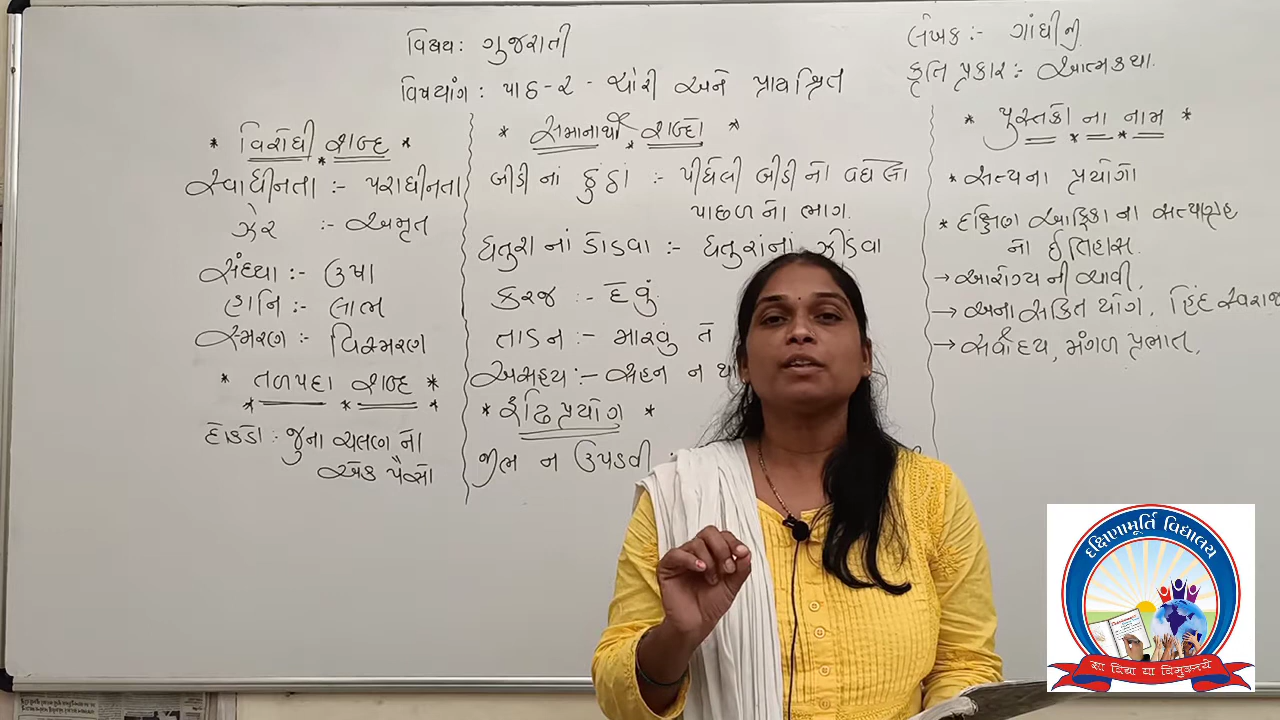 વિષય: ગુજરાતી
વિષયાંગ: પાઠ-૨ - ચોરી અને પ્રાયશ્ચિત
લેખક:- ગાંધીજી
કૃતિ પ્રકાર:- આત્મકથા.
* વિરોધી શબ્દ *
સ્વાધીનતા :- પરાધીનતા
ઝેર :- અમૃત
સંધ્યા :- ઉષા
હાનિ :- લાભ
સ્મરણ :- વિસ્મરણ
* તળપદા શબ્દ *
દોકડો : જુના ચલણ નો
એક પૈસો
* સમાનાર્થી શબ્દો *
બીડી નાં ઠુંઠાં :- પીધેલી બીડી નો વધેલો
પાછળ નો ભાગ.
ધતુરા નાં ડોડવા :- ધતુરાંનાં ઝીંડવા
કરજ :- દેવું.
તાડન :- મારવું તે
અસહ્ય :- સહન ન થા
* રૂઢિ પ્રયોગ *
જીભ ન ઉપડવી :
* પુસ્તકો ના નામ *
* સત્યના પ્રયોગો
* દક્ષિણ આફ્રિકા ના સત્યાગ્રહ
નો ઈતિહાસ.
→ આરોગ્ય ની ચાવી,
→ અનાસક્તિ યોગ, હિંદ સ્વરાજ
→ સર્વોદય, મંગળ પ્રભાત,
દક્ષિણામૂર્તિ વિદ્યાલય
सा विद्या या विमुक्तये